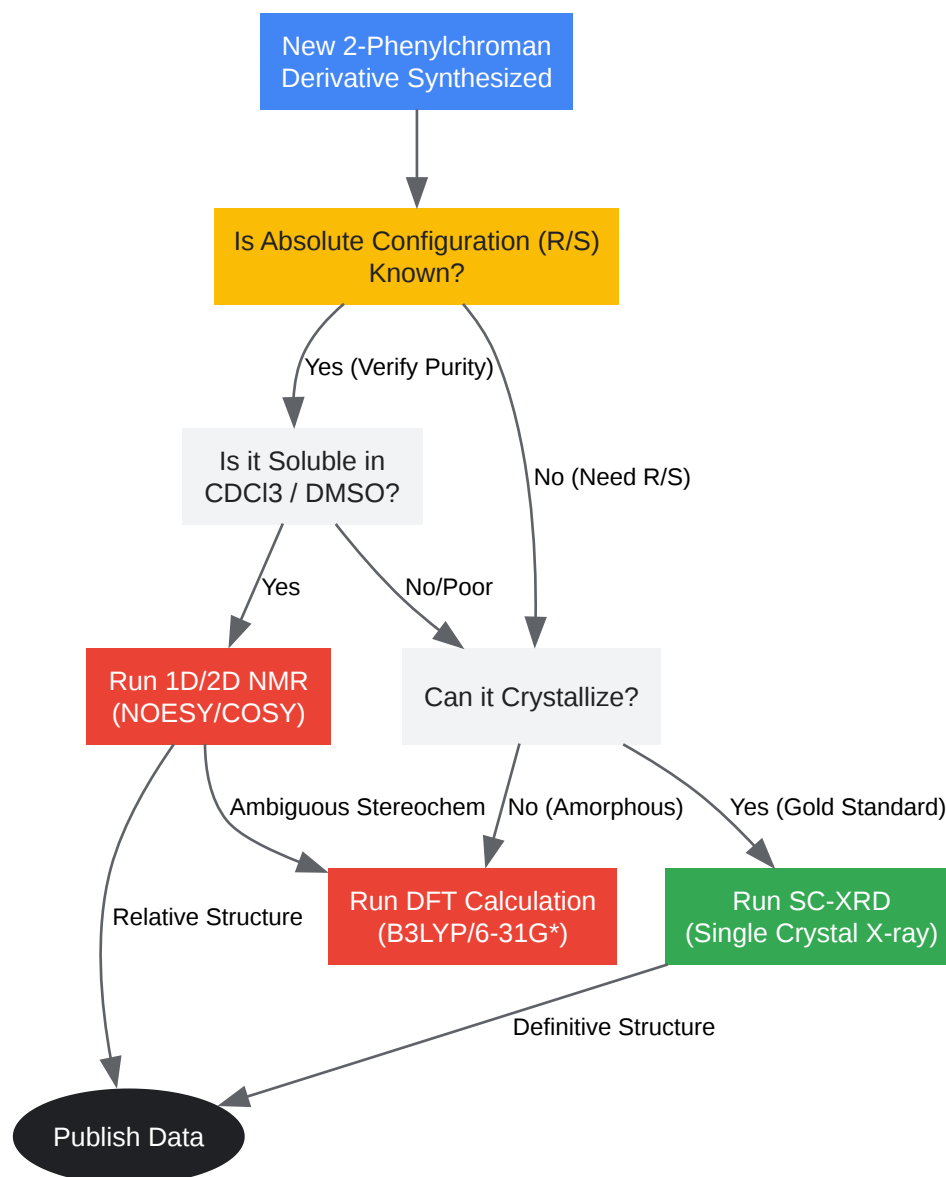 New 2-Phenylchroman
Derivative Synthesized
Is Absolute Configuration (R/S)
Known?
Yes (Verify Purity)
Is it Soluble in
CDCl3 / DMSO?
No (Need R/S)
Yes
No/Poor
Run 1D/2D NMR
(NOESY/COSY)
Can it Crystallize?
Ambiguous Stereochem
No (Amorphous)
Yes (Gold Standard)
Relative Structure
Run DFT Calculation
(B3LYP/6-31G*)
Run SC-XRD
(Single Crystal X-ray)
Definitive Structure
Publish Data